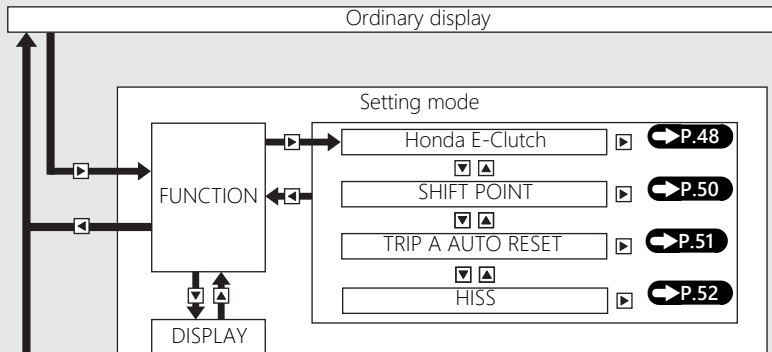 Ordinary display
Setting mode
FUNCTION
Honda E-Clutch
P.48
SHIFT POINT
P.50
TRIP A AUTO RESET
P.51
HISS
P.52
DISPLAY